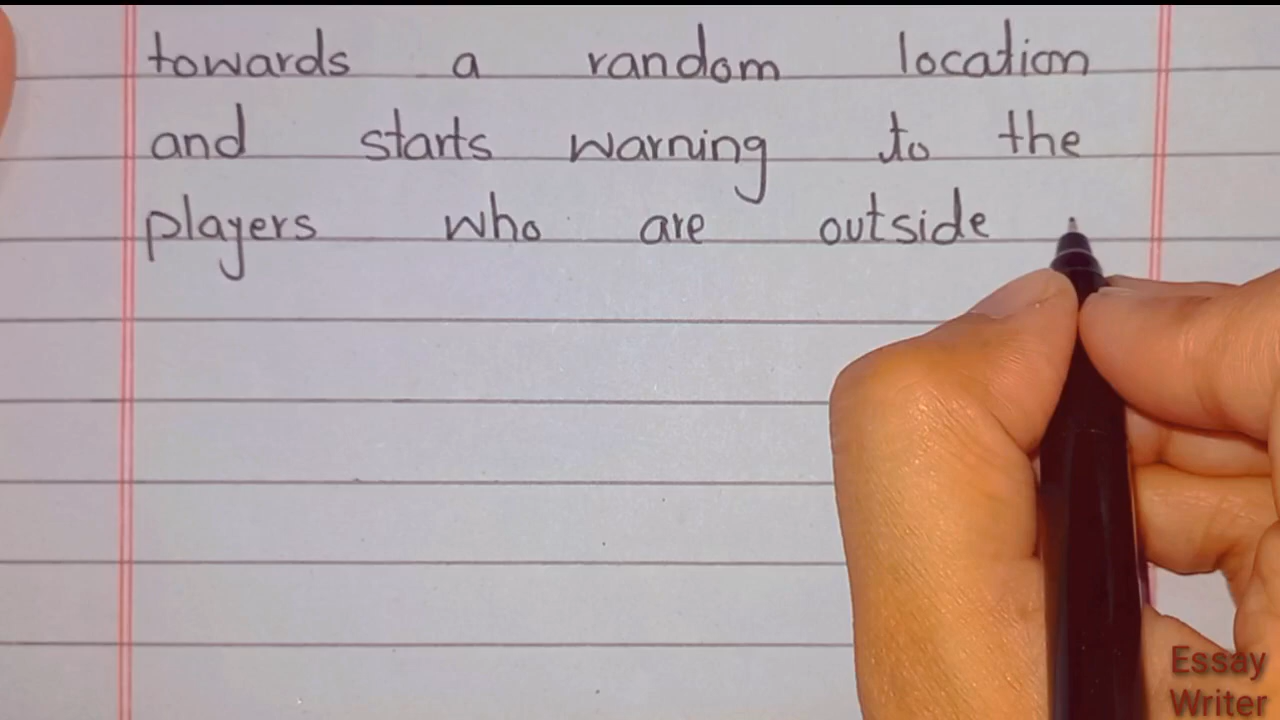 towards a random location
and starts warning to the
players who are outside
Essay
Writer